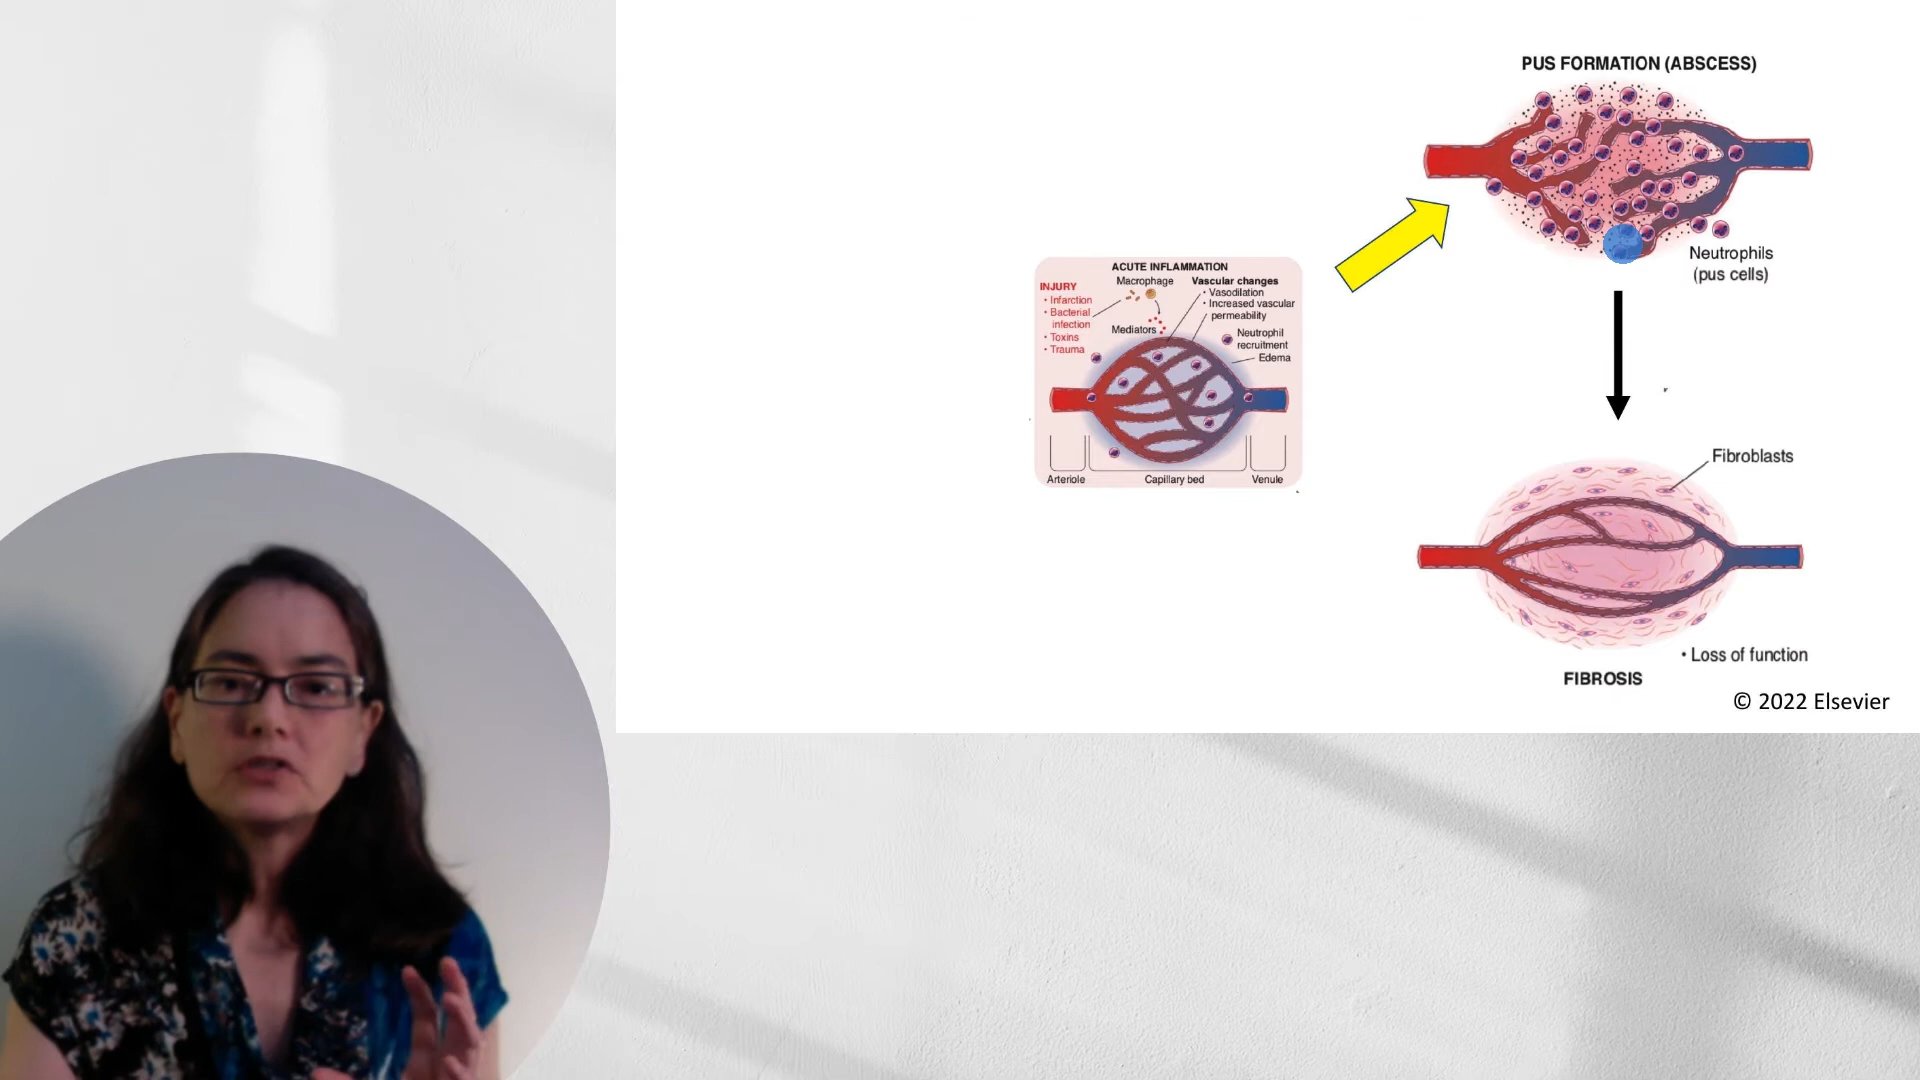 PUS FORMATION (ABSCESS)
Neutrophils
(pus cells)
ACUTE INFLAMMATION
INJURY
• Infarction
• Bacterial
infection
• Toxins
• Trauma
Macrophage
Mediators
Vascular changes
• Vasodilation
• Increased vascular
permeability
Neutrophil
recruitment
Edema
Arteriole
Capillary bed
Venule
Fibroblasts
• Loss of function
FIBROSIS
© 2022 Elsevier